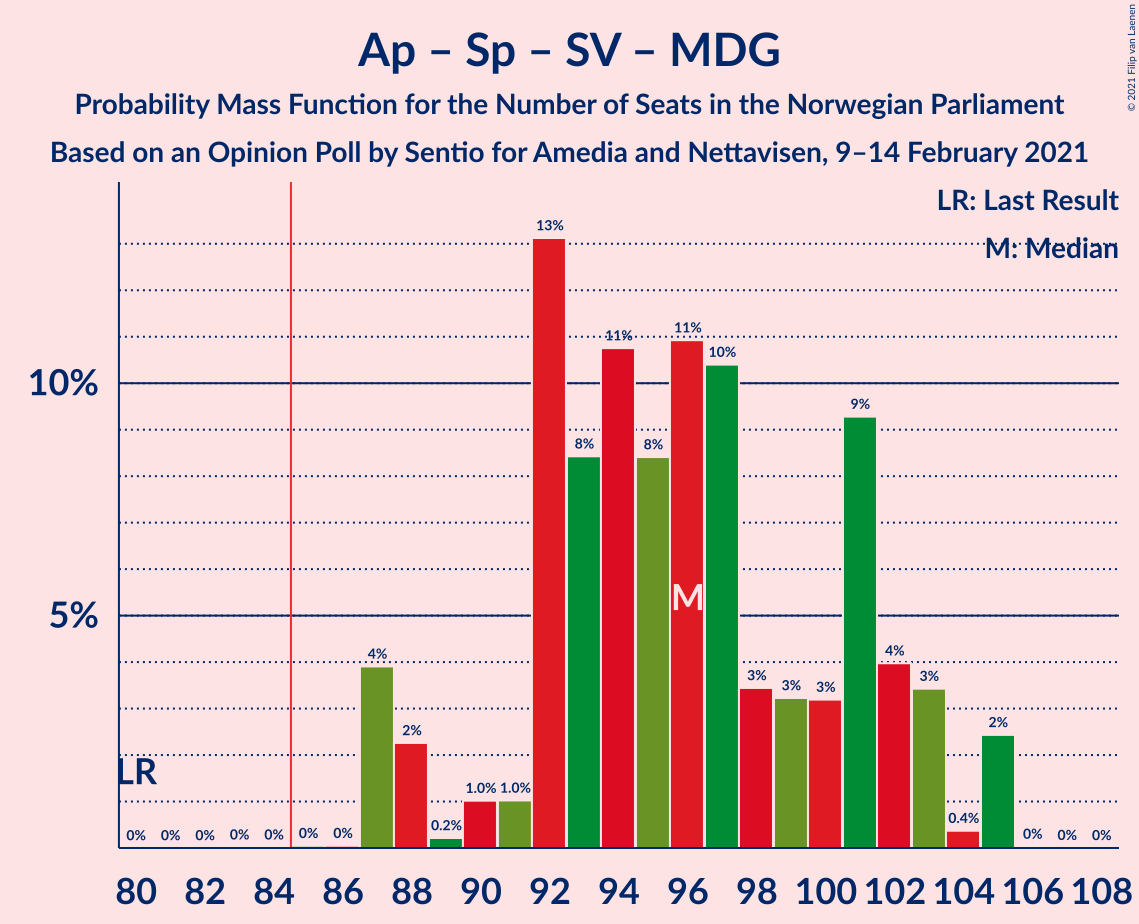 Ap – Sp – SV – MDG
Probability Mass Function for the Number of Seats in the Norwegian Parliament
Based on an Opinion Poll by Sentio for Amedia and Nettavisen, 9–14 February 2021
© 2021 Filip van Laenen
LR: Last Result
M: Median
10%
5%
LR
M
0% 0% 0% 0% 0% 0% 0% 4% 2% 0.2% 1.0% 1.0% 13% 8% 11% 8% 11% 10% 3% 3% 3% 9% 4% 3% 0.4% 2% 0% 0% 0%
80 82 84 86 88 90 92 94 96 98 100 102 104 106 108